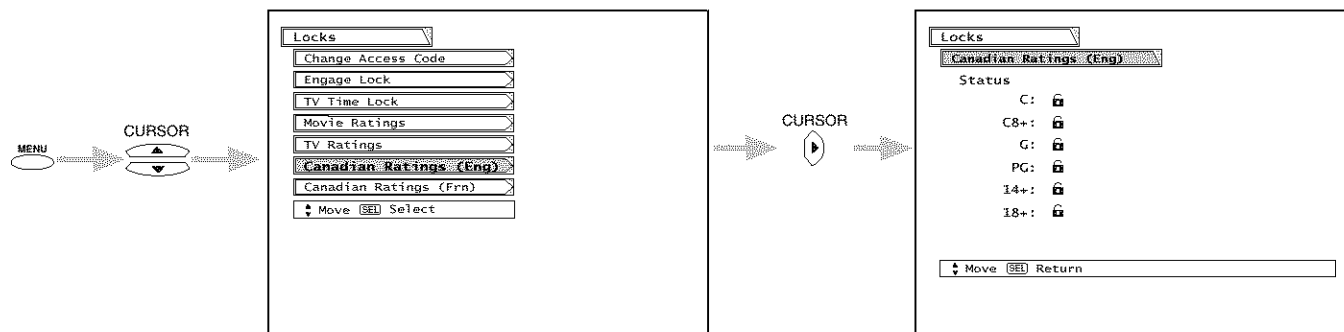 MENU
CURSOR
Locks
Change Access Code
Engage Lock
TV Time Lock
Movie Ratings
TV Ratings
Canadian Ratings (Eng)
Canadian Ratings (Frn)
Move SEL Select
CURSOR
Locks
Canadian Ratings (Eng)
Status
C:
C8+:
G:
PG:
14+:
18+:
Move SEL Return